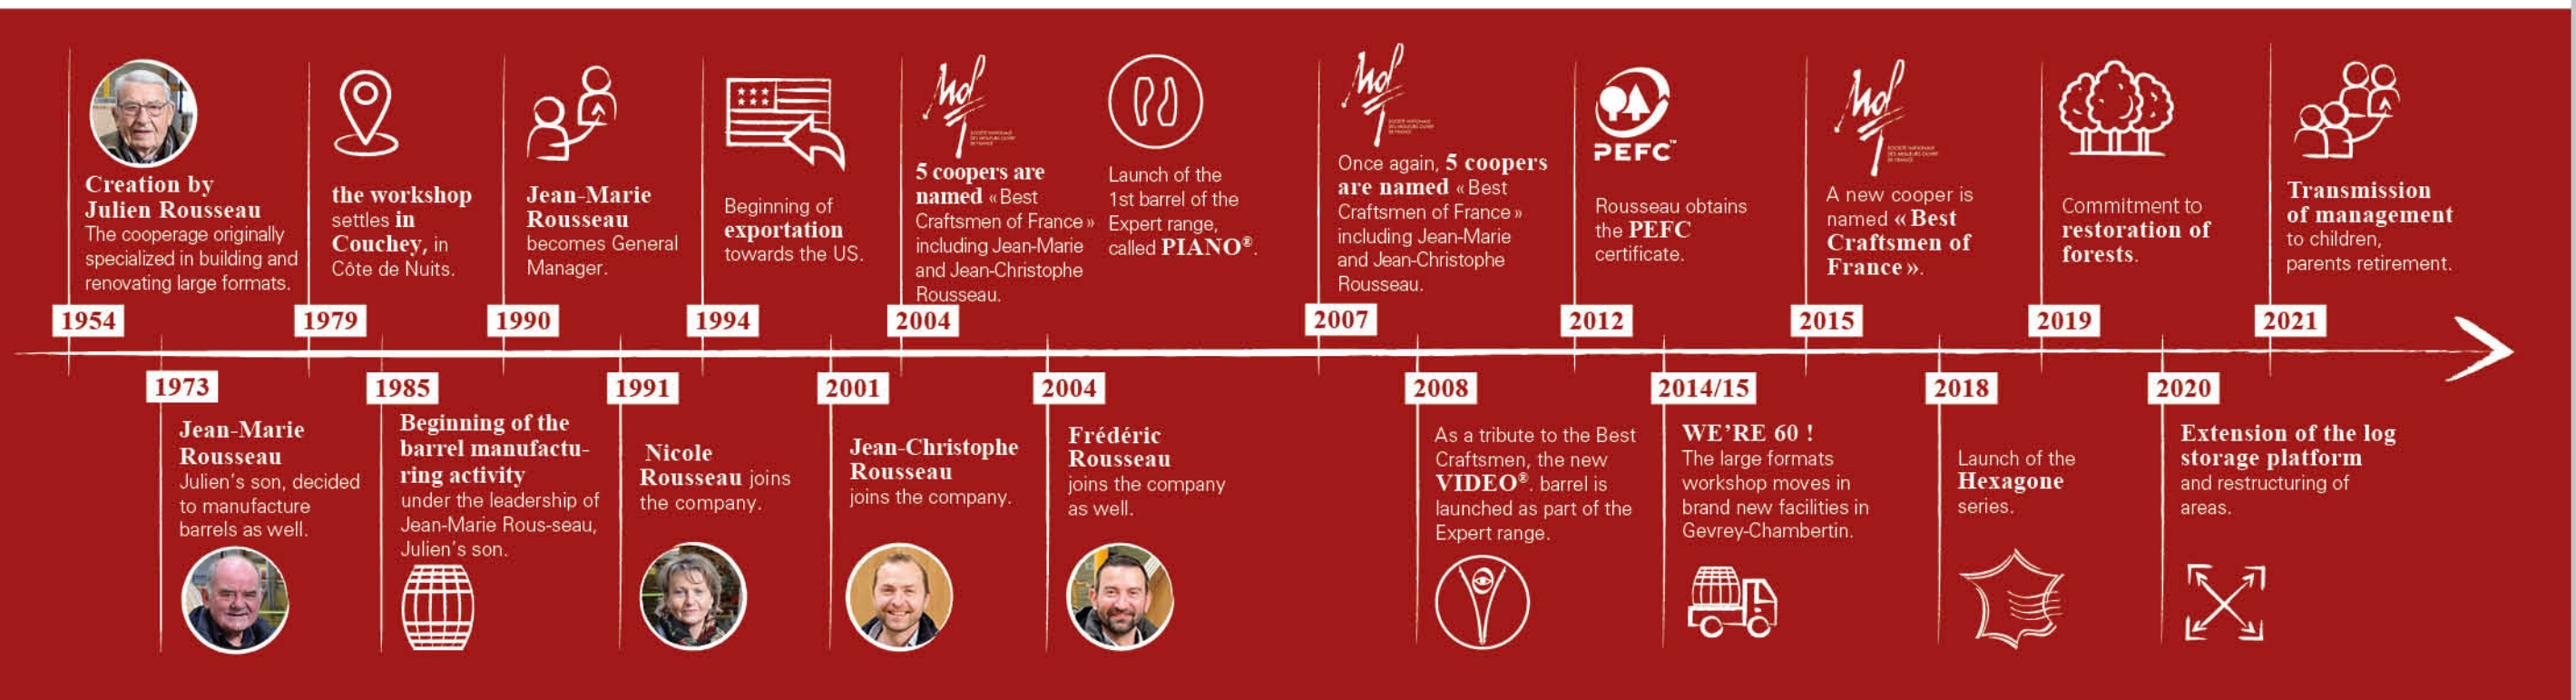 Creation by
Julien Rousseau
The cooperage originally
specialized in building and
renovating large formats.
1954
the workshop
settles in
Couchey, in
Côte de Nuits.
1979
Jean-Marie
Rousseau
becomes General
Manager.
1990
Beginning of
exportation
towards the US.
1994
5 coopers are
named «Best
Craftsmen of France»
including Jean-Marie
and Jean-Christophe
Rousseau.
2004
Launch of the
1st barrel of the
Expert range,
called PIANO®.
Once again, 5 coopers
are named «Best
Craftsmen of France»
including Jean-Marie
and Jean-Christophe
Rousseau.
2007
PEFC™
Rousseau obtains
the PEFC
certificate.
2012
A new cooper is
named «Best
Craftsmen of
France».
2015
Commitment to
restoration of
forests.
2019
Transmission
of management
to children,
parents retirement.
2021
1973
Jean-Marie
Rousseau
Julien's son, decided
to manufacture
barrels as well.
1985
Beginning of the
barrel manufactu-
ring activity
under the leadership of
Jean-Marie Rous-seau,
Julien's son.
1991
Nicole
Rousseau joins
the company.
2001
Jean-Christophe
Rousseau
joins the company.
2004
Frédéric
Rousseau
joins the company
as well.
2008
As a tribute to the Best
Craftsmen, the new
VIDEO®. barrel is
launched as part of the
Expert range.
2014/15
WE'RE 60 !
The large formats
workshop moves in
brand new facilities in
Gevrey-Chambertin.
2018
Launch of the
Hexagone
series.
2020
Extension of the log
storage platform
and restructuring of
areas.